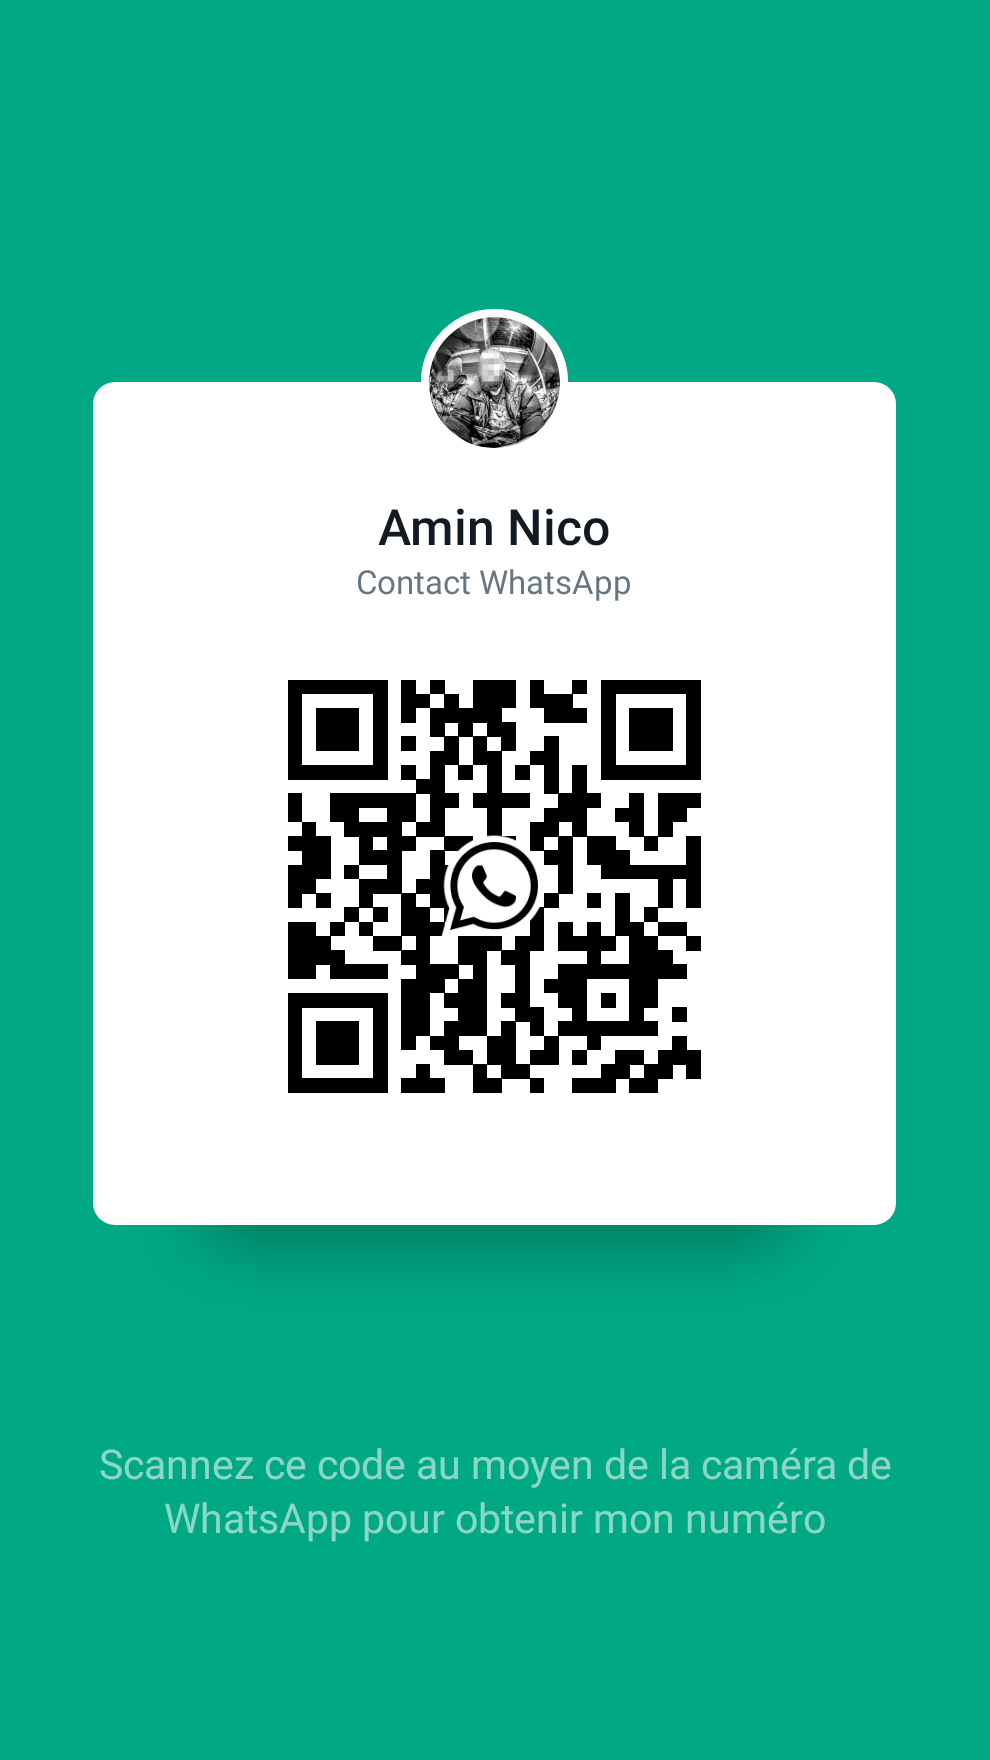 Amin Nico
Contact WhatsApp
Scannez ce code au moyen de la caméra de
WhatsApp pour obtenir mon numéro